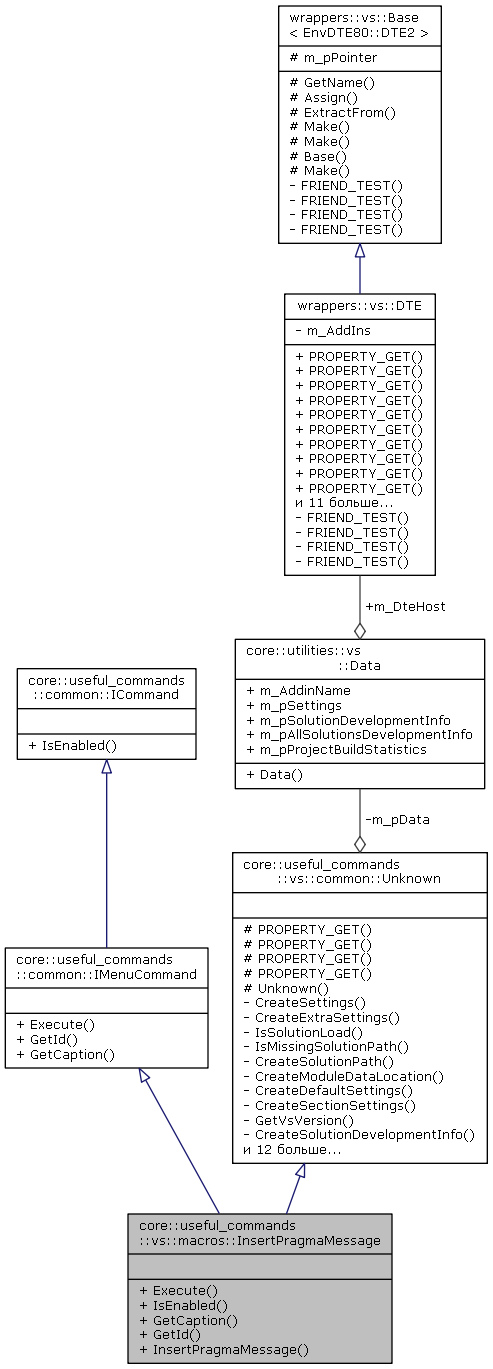 wrappers::vs::Base
< EnvDTE80::DTE2 >
# m_pPointer
# GetName()
# Assign()
# ExtractFrom()
# Make()
# Make()
# Base()
# Make()
- FRIEND_TEST()
- FRIEND_TEST()
- FRIEND_TEST()
- FRIEND_TEST()
wrappers::vs::DTE
- m_AddIns
+ PROPERTY_GET()
+ PROPERTY_GET()
+ PROPERTY_GET()
+ PROPERTY_GET()
+ PROPERTY_GET()
+ PROPERTY_GET()
+ PROPERTY_GET()
+ PROPERTY_GET()
+ PROPERTY_GET()
+ PROPERTY_GET()
и 11 больше...
- FRIEND_TEST()
- FRIEND_TEST()
- FRIEND_TEST()
- FRIEND_TEST()
+m_DteHost
core::utilities::vs
::Data
+ m_AddinName
+ m_pSettings
+ m_pSolutionDevelopmentInfo
+ m_pAllSolutionsDevelopmentInfo
+ m_pProjectBuildStatistics
+ Data()
core::useful_commands
::common::ICommand
+ IsEnabled()
-m_pData
core::useful_commands
::vs::common::Unknown
# PROPERTY_GET()
# PROPERTY_GET()
# PROPERTY_GET()
# PROPERTY_GET()
# Unknown()
- CreateSettings()
- CreateExtraSettings()
- IsSolutionLoad()
- IsMissingSolutionPath()
- CreateSolutionPath()
- CreateModuleDataLocation()
- CreateDefaultSettings()
- CreateSectionSettings()
- GetVsVersion()
- CreateSolutionDevelopmentInfo()
и 12 больше...
core::useful_commands
::common::IMenuCommand
+ Execute()
+ GetId()
+ GetCaption()
core::useful_commands
::vs::macros::InsertPragmaMessage
+ Execute()
+ IsEnabled()
+ GetCaption()
+ GetId()
+ InsertPragmaMessage()